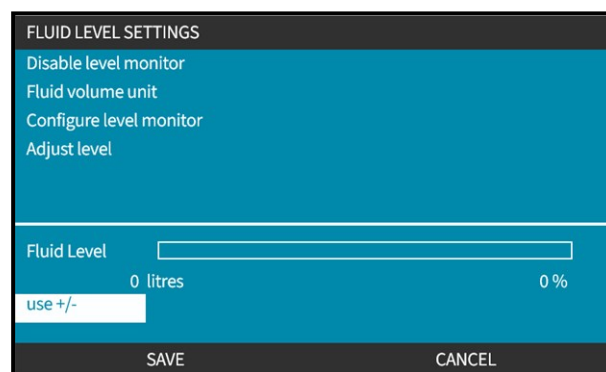 FLUID LEVEL SETTINGS
Disable level monitor
Fluid volume unit
Configure level monitor
Adjust level
Fluid Level
0 litres 0 %
use +/-
SAVE CANCEL